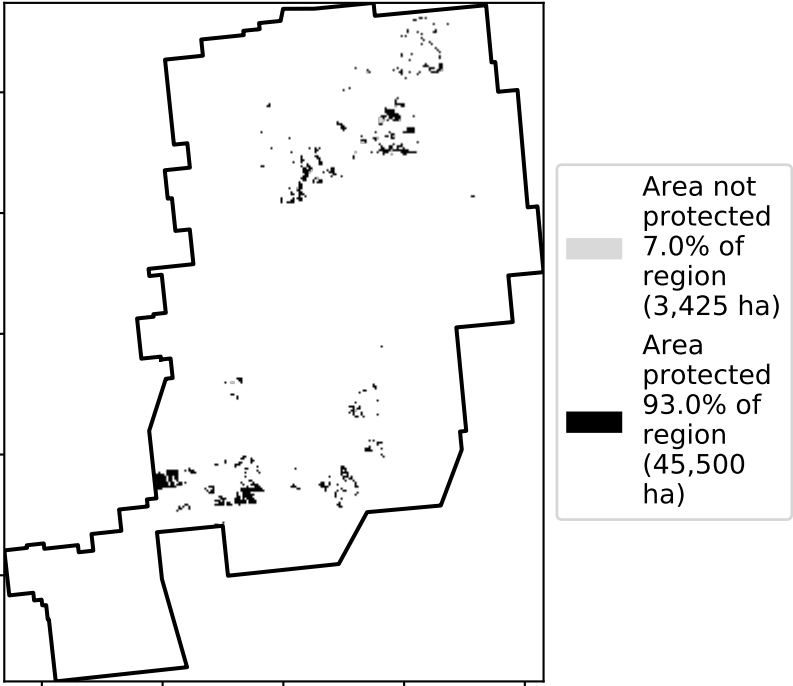 Area not
protected
7.0% of
region
(3,425 ha)
Area
protected
93.0% of
region
(45,500
ha)